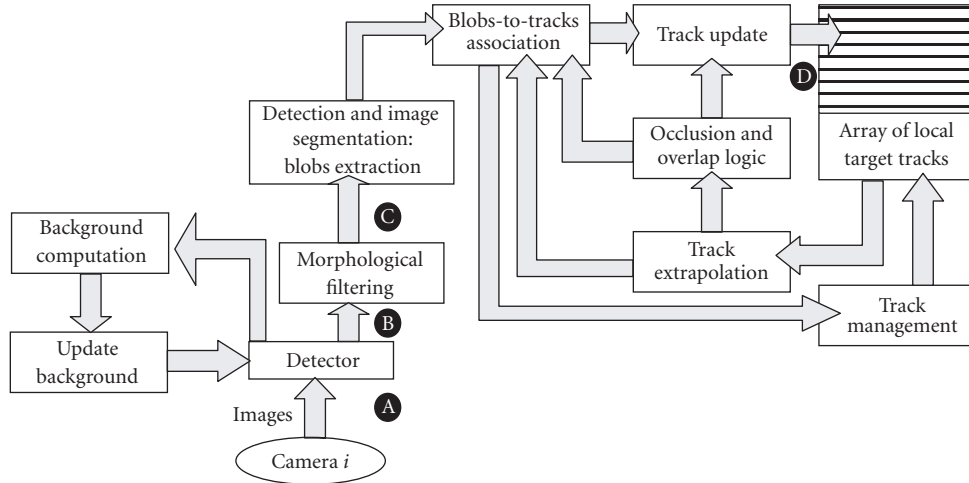 Blobs-to-tracks
association
Track update
D
Detection and image
segmentation:
blobs extraction
Occlusion and
overlap logic
Array of local
target tracks
C
Background
computation
Morphological
filtering
Track
extrapolation
B
Track
management
Update
background
Detector
A
Images
Camera i